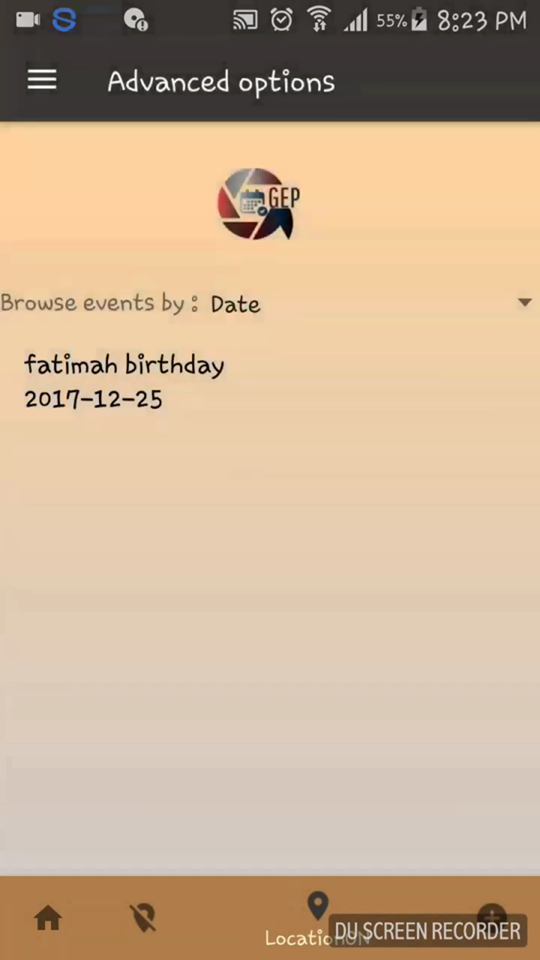 55% 8:23 PM
Advanced options
GEP
Browse events by : Date
fatimah birthday
2017-12-25
LocationON
DU SCREEN RECORDER